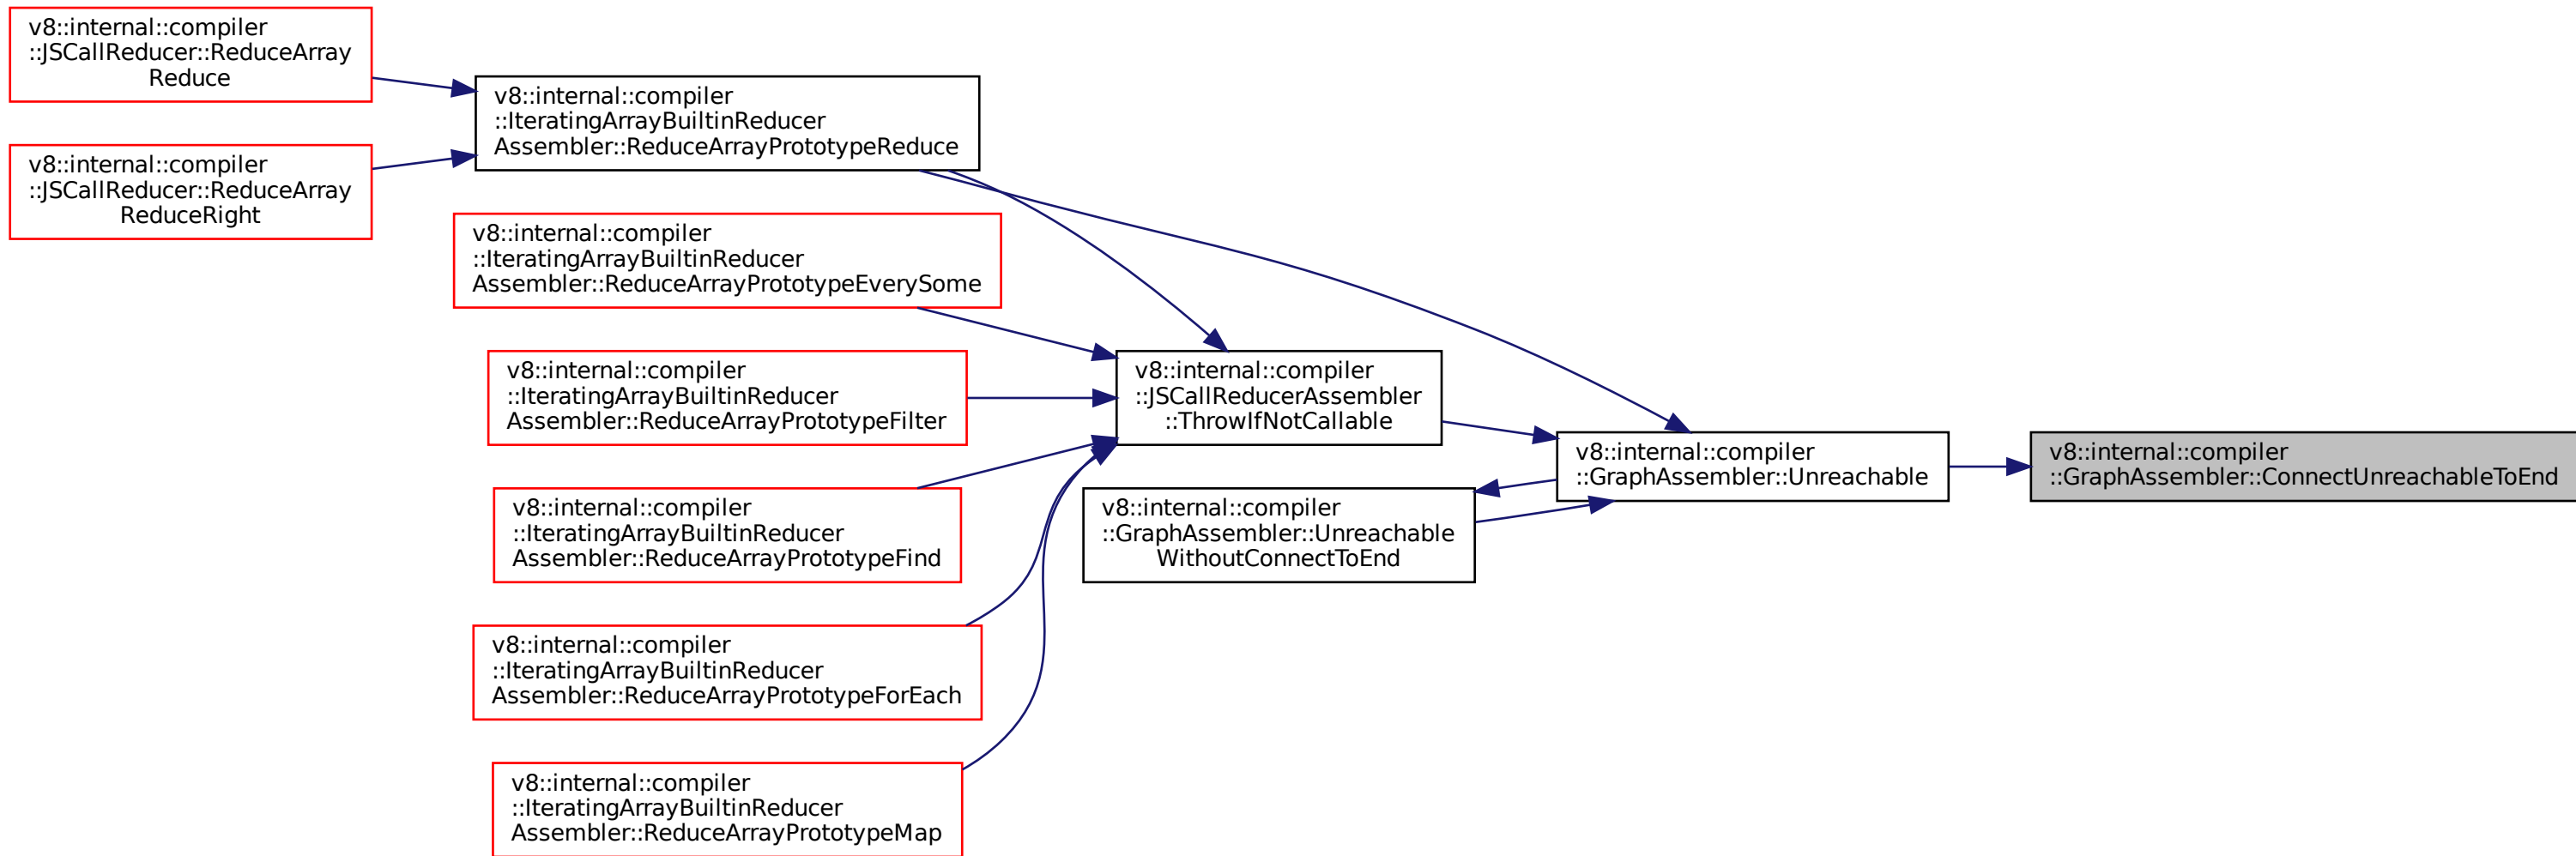 v8::internal::compiler
::JSCallReducer::ReduceArray
Reduce
v8::internal::compiler
::JSCallReducer::ReduceArray
ReduceRight
v8::internal::compiler
::IteratingArrayBuiltinReducer
Assembler::ReduceArrayPrototypeReduce
v8::internal::compiler
::IteratingArrayBuiltinReducer
Assembler::ReduceArrayPrototypeEverySome
v8::internal::compiler
::IteratingArrayBuiltinReducer
Assembler::ReduceArrayPrototypeFilter
v8::internal::compiler
::IteratingArrayBuiltinReducer
Assembler::ReduceArrayPrototypeFind
v8::internal::compiler
::IteratingArrayBuiltinReducer
Assembler::ReduceArrayPrototypeForEach
v8::internal::compiler
::IteratingArrayBuiltinReducer
Assembler::ReduceArrayPrototypeMap
v8::internal::compiler
::JSCallReducerAssembler
::ThrowIfNotCallable
v8::internal::compiler
::GraphAssembler::Unreachable
WithoutConnectToEnd
v8::internal::compiler
::GraphAssembler::Unreachable
v8::internal::compiler
::GraphAssembler::ConnectUnreachableToEnd